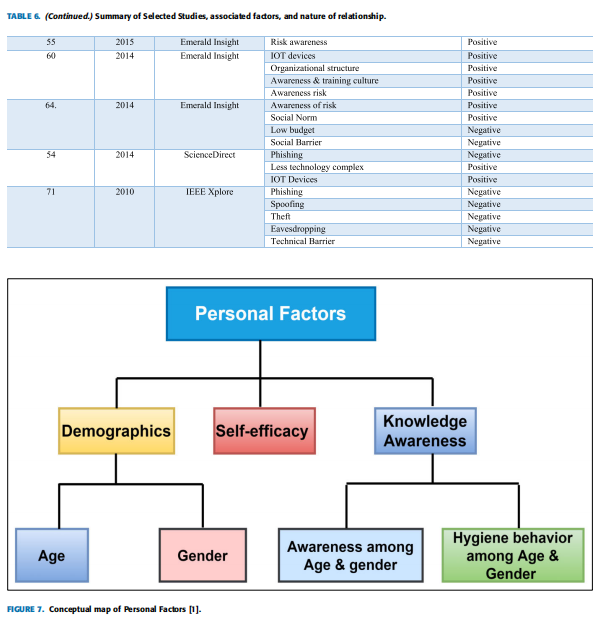 TABLE 6. (Continued.) Summary of Selected Studies, associated factors, and nature of relationship.
55 2015 Emerald Insight Risk awareness Positive
60 2014 Emerald Insight IOT devices Positive
Organizational structure Positive
Awareness & training culture Positive
Awareness risk Positive
64. 2014 Emerald Insight Awareness of risk Positive
Social Norm Positive
Low budget Negative
Social Barrier Negative
54 2014 ScienceDirect Phishing Negative
Less technology complex Positive
IOT Devices Positive
71 2010 IEEE Xplore Phishing Negative
Spoofing Negative
Theft Negative
Eavesdropping Negative
Technical Barrier Negative
Personal Factors
Demographics
Self-efficacy
Knowledge
Awareness
Age
Gender
Awareness among
Age & gender
Hygiene behavior
among Age &
Gender
FIGURE 7. Conceptual map of Personal Factors [1].